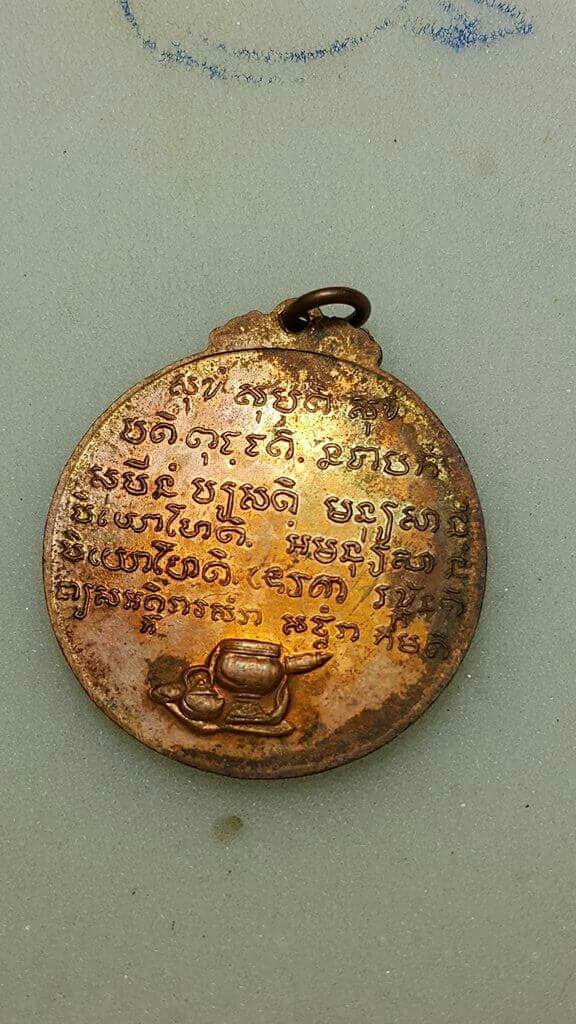 សុខំ សុបតិ សុខំ
បតិពុជ្ឈតិ. នបាបកំ
សុបីនំ បស្សតិ មនុស្សានំ
បិយោហោតិ. អមនុស្សានំ
បិយោហោតិ. ទេវតា រក្ខន្តិ
នាស្សអគ្គិវាវិសំវា សត្ថំវា កមតិ